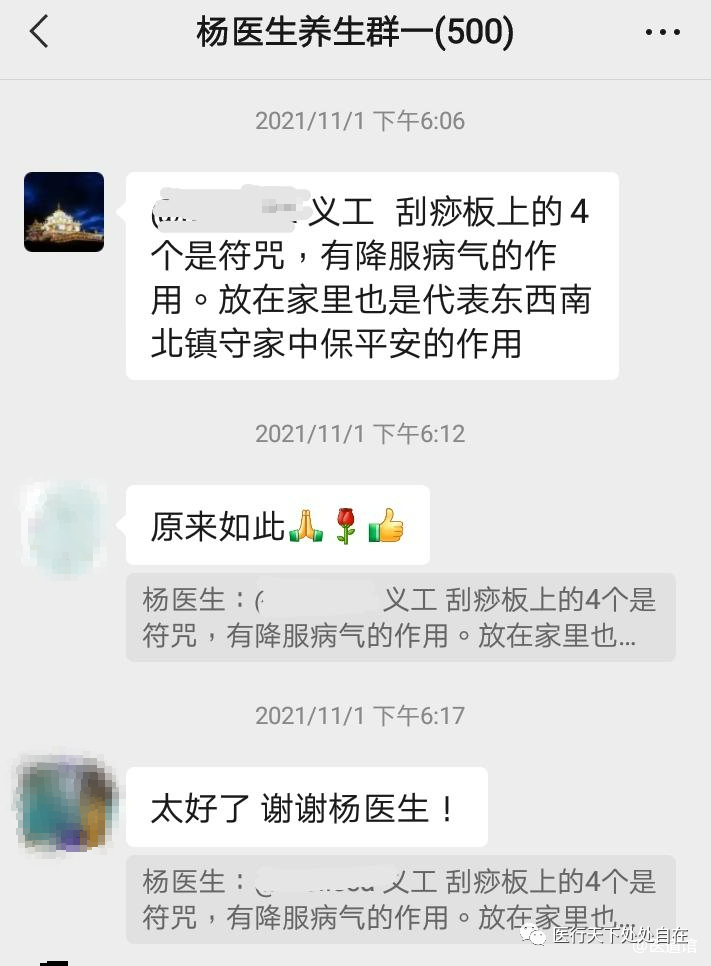 杨医生养生群一(500)
2021/11/1 下午6:06
义工 刮痧板上的4
个是符咒，有降服病气的作
用。放在家里也是代表东西南
北镇守家中保平安的作用
2021/11/1 下午6:12
原来如此🙏🌹👍
杨医生：(  义工 刮痧板上的4个是
符咒，有降服病气的作用。放在家里也...
2021/11/1 下午6:17
太好了 谢谢杨医生！
杨医生：@ 义工 刮痧板上的4个是
符咒，有降服病气的作用。放在家里也...
医行天下处处自在